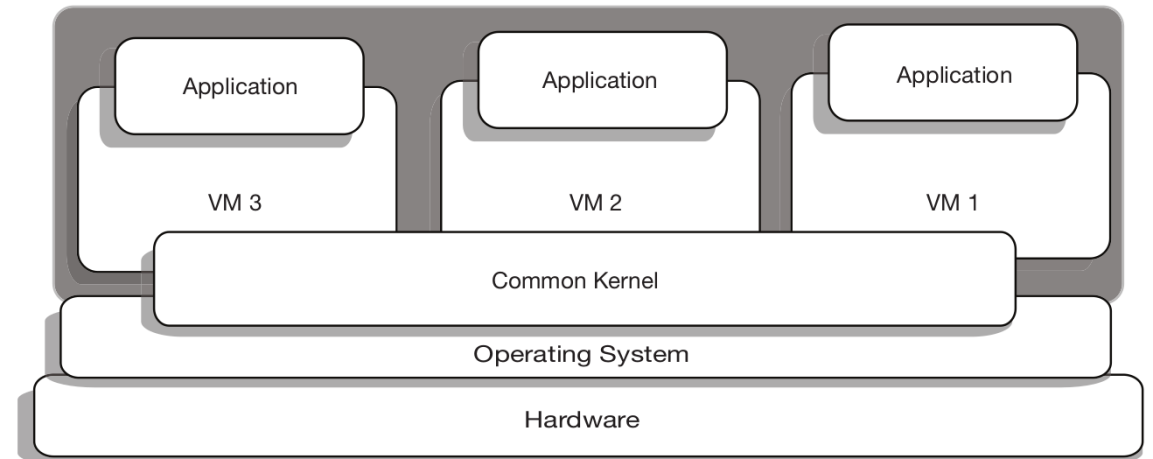 Application
Application
Application
VM 3
VM 2
VM 1
Common Kernel
Operating System
Hardware